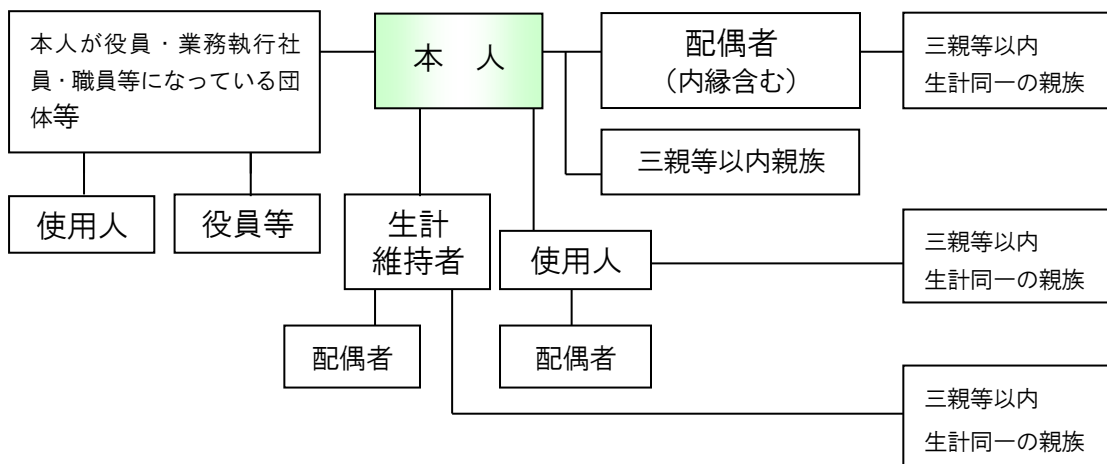 本人が役員・業務執行社
員・職員等になっている団
体等
本　人
配偶者
（内縁含む）
三親等以内
生計同一の親族
三親等以内親族
使用人
役員等
生計
維持者
使用人
三親等以内
生計同一の親族
配偶者
配偶者
三親等以内
生計同一の親族